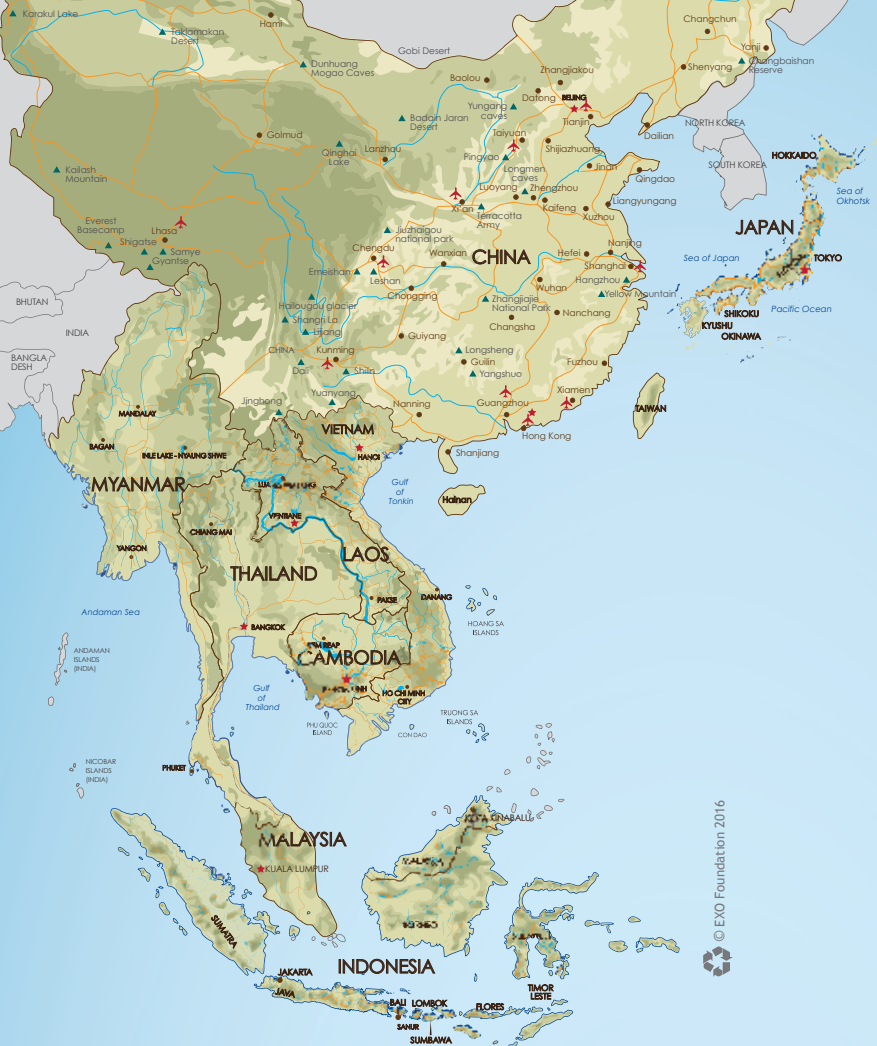 Karakul Lake
Taklamakan
Desert
Hami
Gobi Desert
Changchun
Yanji
Changbaishan
Reserve
Shenyang
Dunhuang
Mogao Caves
Baolou
Zhangjiakou
Datong
BEIJING
Yungang
caves
Tianjin
Badain Jaran
Desert
Golmud
Taiyuan
NORTH KOREA
Dailian
Qinghai
Lake
Lanzhou
Pingyao
Shijiazhuang
HOKKAIDO
Longmen
caves
Jinan
SOUTH KOREA
Kailash
Mountain
Qingdao
Luoyang
Zhengzhou
Sea of
Okhotsk
Xi'an
Terracotta
Army
Kaifeng
Liangyungang
Xuzhou
Everest
Basecamp
Lhasa
Jiuzhaigou
national park
JAPAN
Shigatse
Samye
Gyantse
Chengdu
Wanxian
CHINA
Hefei
Nanjing
Sea of Japan
TOKYO
Emeishan
Leshan
Shanghai
Hangzhou
Wuhan
Yellow Mountain
Chongqing
BHUTAN
Hailougou glacier
Zhangjiajie
National Park
Nanchang
Pacific Ocean
SHIKOKU
Shangri La
Changsha
KYUSHU
INDIA
Lijiang
Guiyang
OKINAWA
CHINA
Kunming
Longsheng
BANGLA
DESH
Dali
Shilin
Guilin
Fuzhou
Yangshuo
Yuanyang
Xiamen
Jinghong
Nanning
Guangzhou
TAIWAN
MANDALAY
VIETNAM
Hong Kong
BAGAN
INLE LAKE - NYAUNG SHWE
HANOI
Shanjiang
MYANMAR
Gulf
of
Tonkin
Hainan
VIENTIANE
CHIANG MAI
YANGON
LAOS
THAILAND
PAKSE
DANANG
Andaman Sea
BANGKOK
HOANG SA
ISLANDS
ANDAMAN
ISLANDS
(INDIA)
CAMBODIA
Gulf
of
Thailand
HO CHI MINH
CITY
PHU QUOC
ISLAND
TRUONG SA
ISLANDS
CON DAO
NICOBAR
ISLANDS
(INDIA)
PHUKET
KOTA KINABALU
MALAYSIA
KUALA LUMPUR
SUMATRA
INDONESIA
JAKARTA
JAVA
TIMOR
LESTE
BALI
LOMBOK
FLORES
SANUR
SUMBAWA
© EXO Foundation 2016